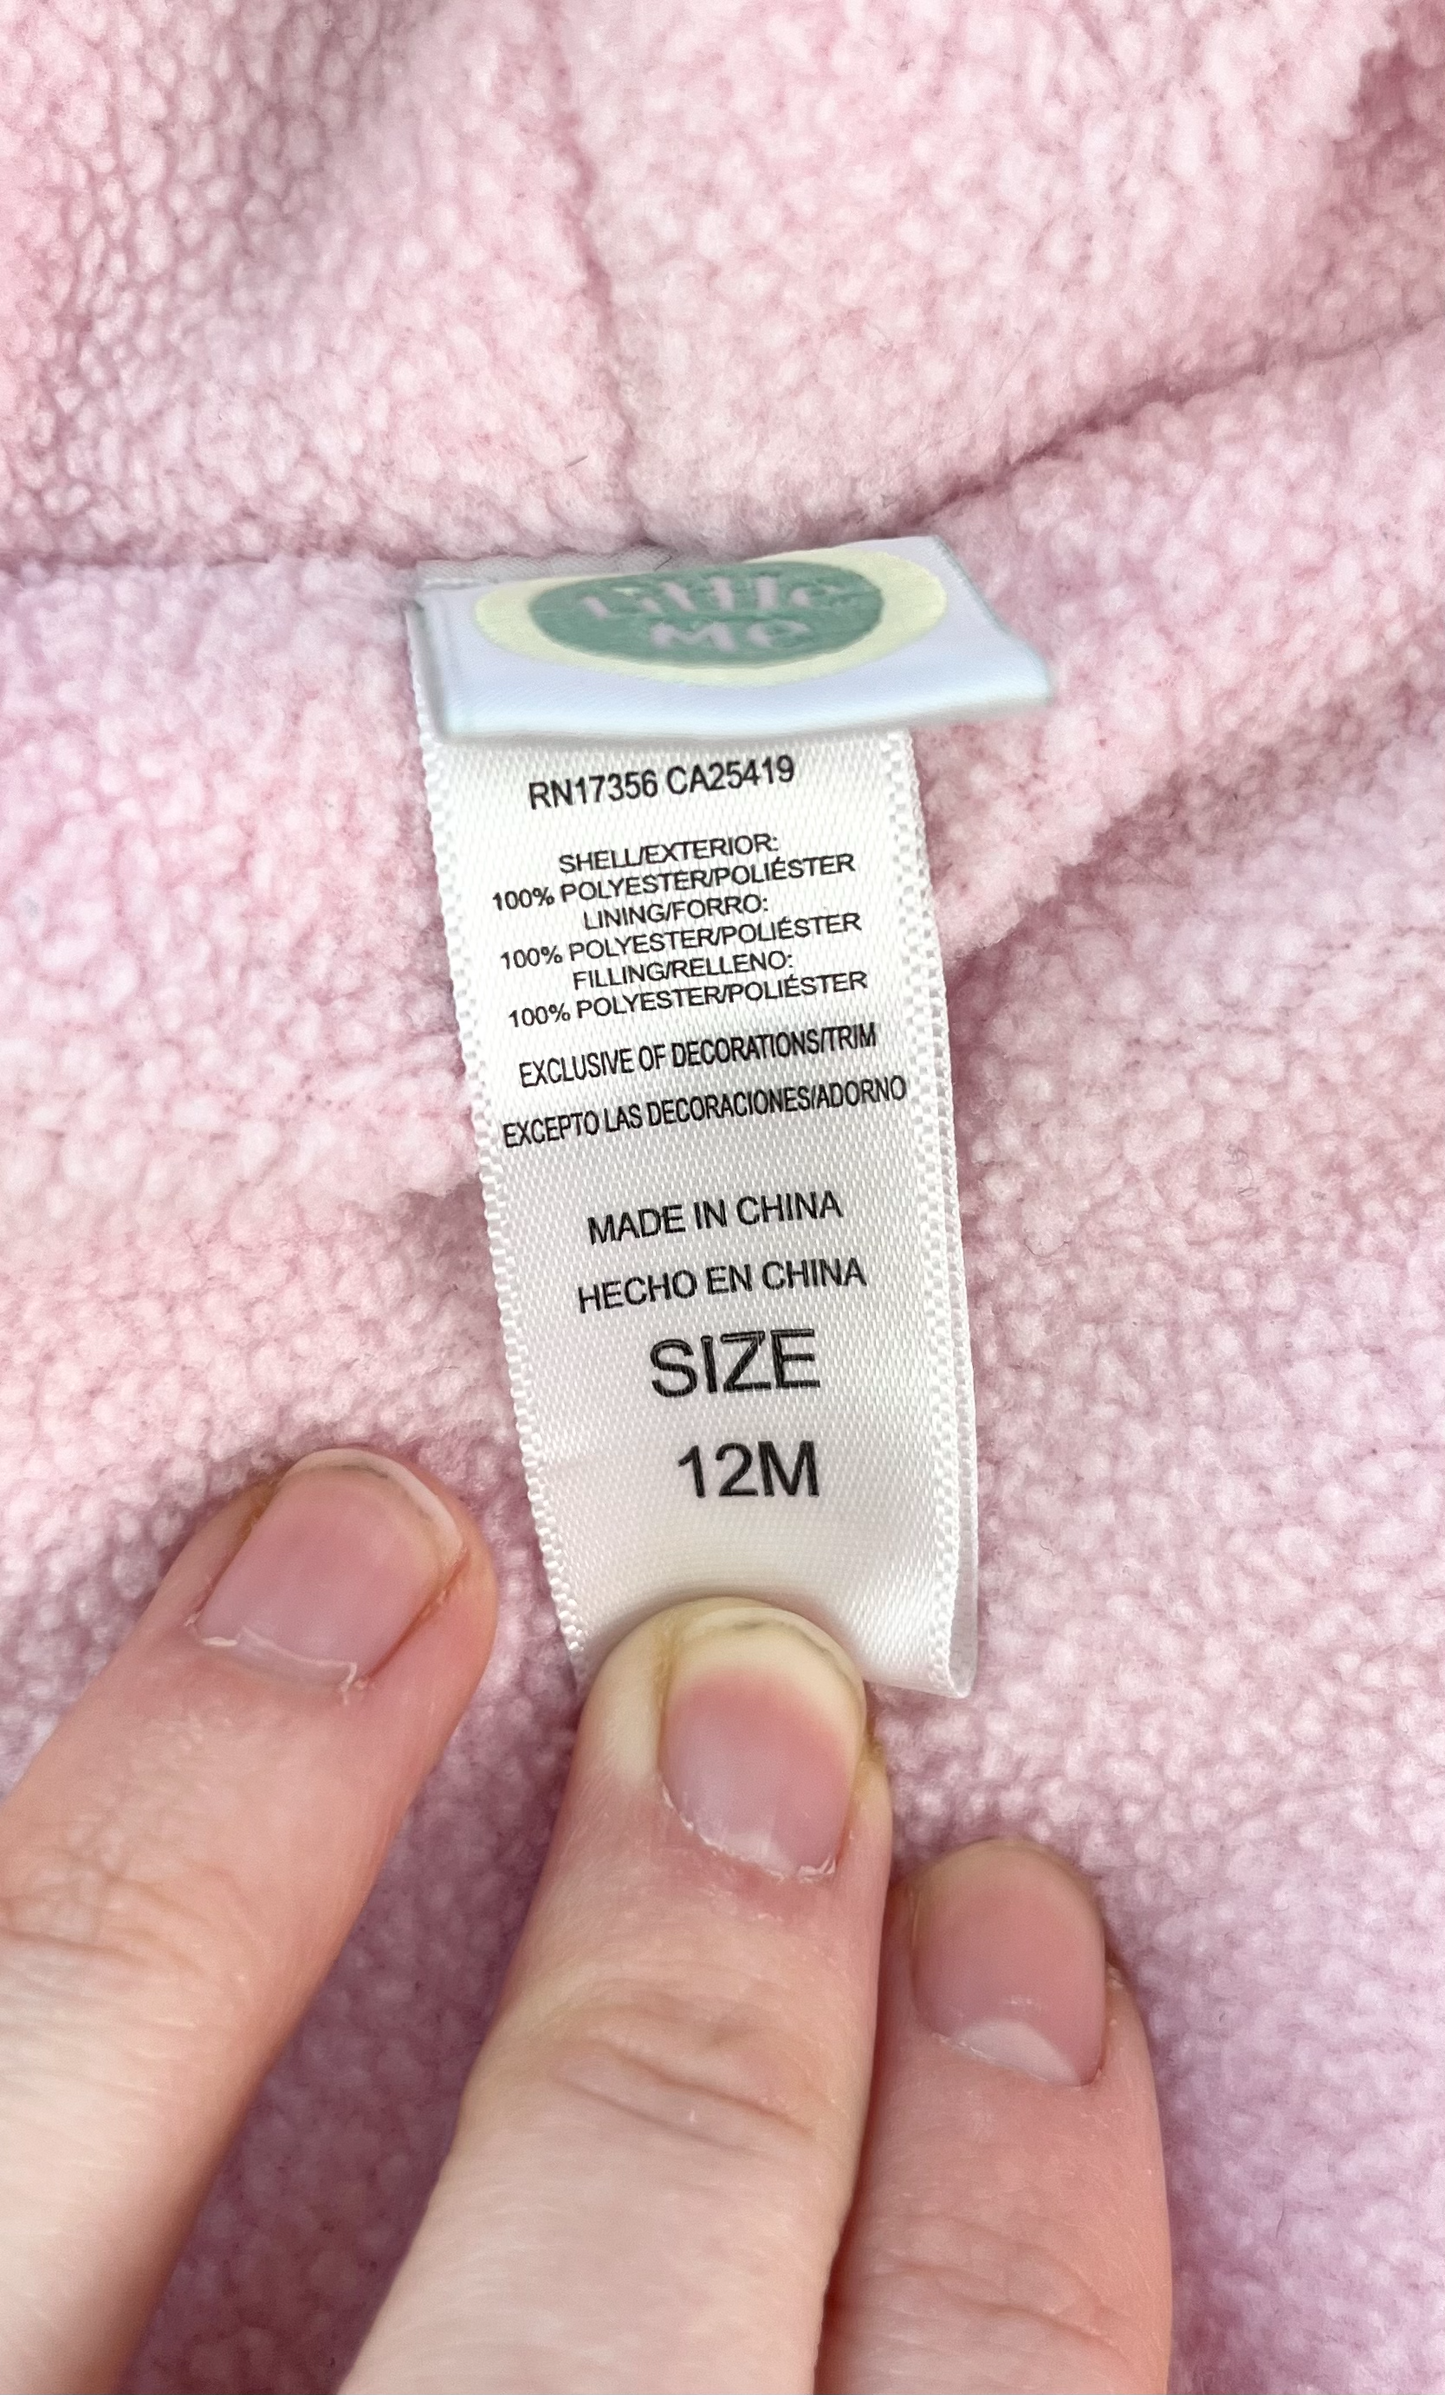 Little
Me
RN17356 CA25419
SHELL/EXTERIOR:
100% POLYESTER/POLIÉSTER
LINING/FORRO:
100% POLYESTER/POLIÉSTER
FILLING/RELLENO:
100% POLYESTER/POLIÉSTER
EXCLUSIVE OF DECORATIONS/TRIM
EXCEPTO LAS DECORACIONES/ADORNO
MADE IN CHINA
HECHO EN CHINA
SIZE
12M